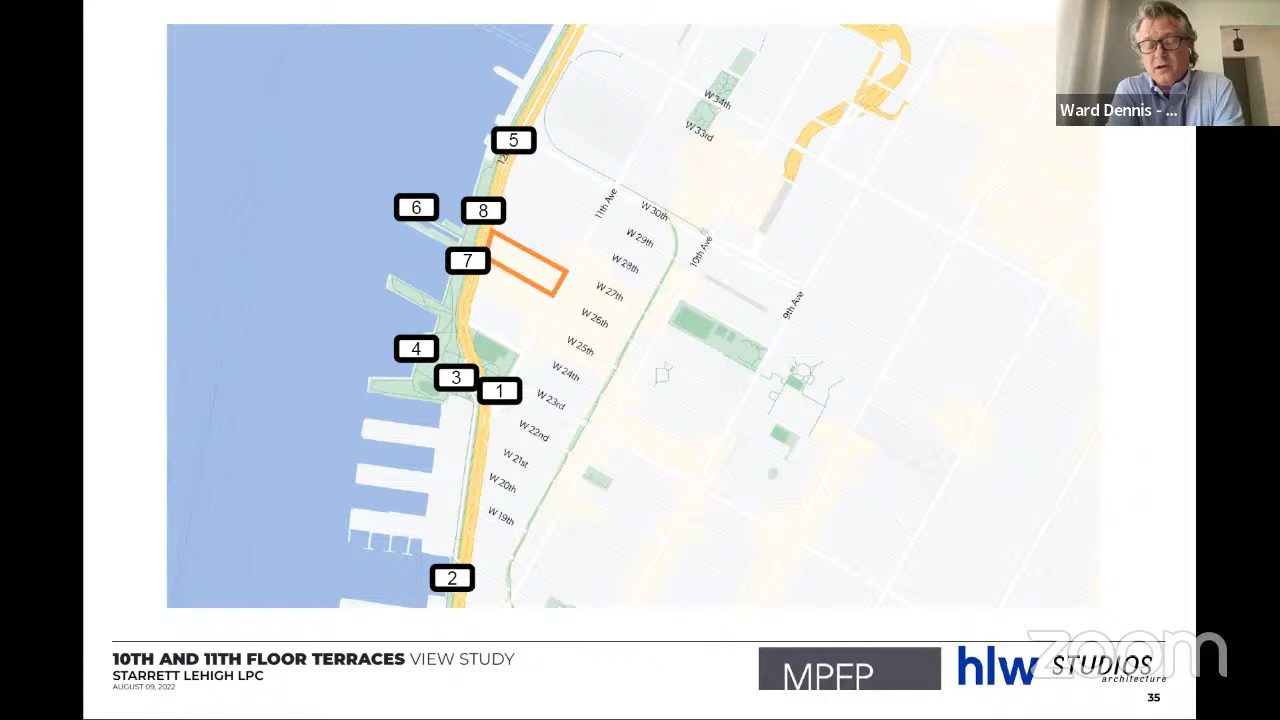 Ward Dennis - ...
W 34th
W 33rd
5
11th Ave
W 30th
6
8
W 29th
10th Ave
7
W 28th
W 27th
9th Ave
W 26th
W 25th
4
W 24th
3
1
W 23rd
W 22nd
W 21st
W 20th
W 19th
2
10TH AND 11TH FLOOR TERRACES VIEW STUDY
STARRETT LEHIGH LPC
AUGUST 09, 2022
MPFP
hlw
STUDIOS
architecture
zoom
35